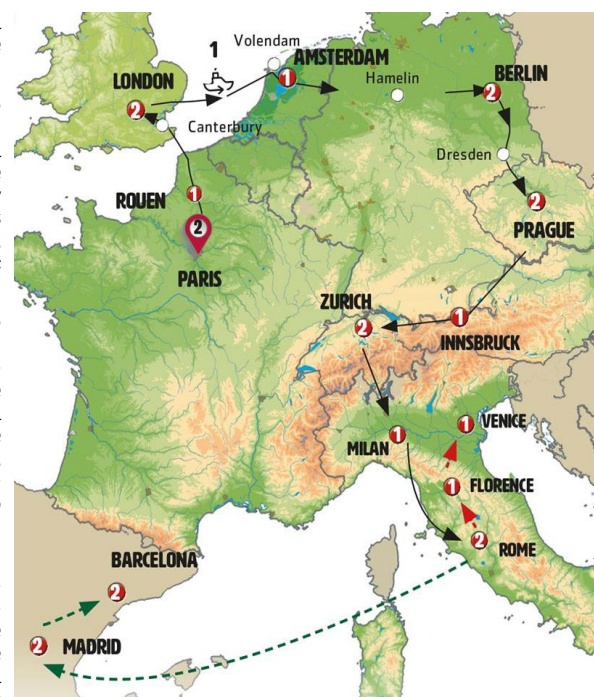 1
Volendam
AMSTERDAM
1
LONDON
2
Hamelin
BERLIN
2
Canterbury
Dresden
ROUEN
1
2
PARIS
2
PRAGUE
ZURICH
2
1
INNSBRUCK
MILAN
1
1
VENICE
1
FLORENCE
2
ROME
BARCELONA
2
2
MADRID